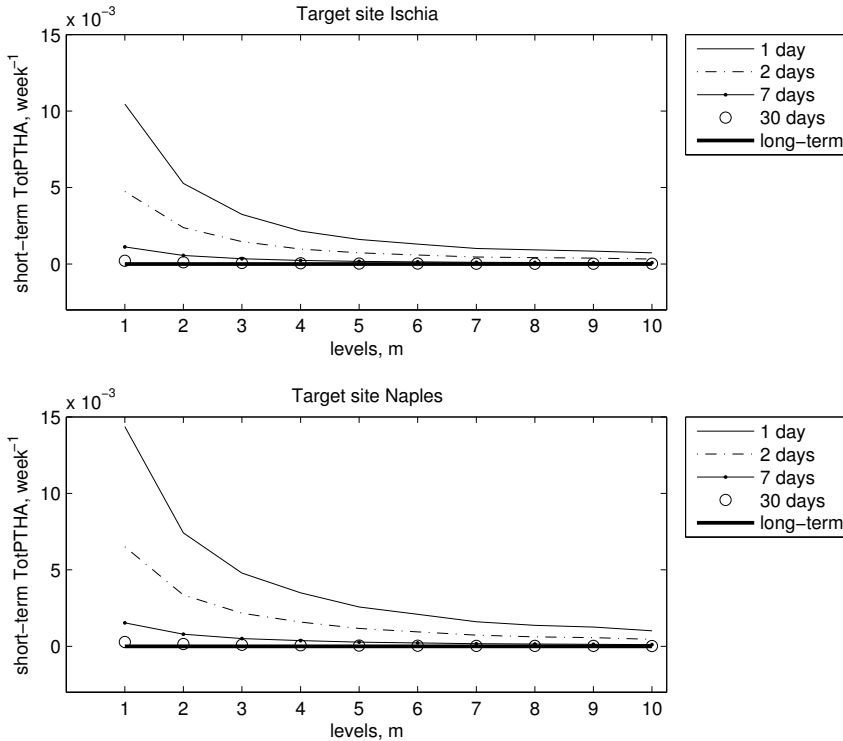 Target site Ischia
x 10⁻³
15
10
5
0
short−term TotPTHA, week⁻¹
1 2 3 4 5 6 7 8 9 10
levels, m
1 day
2 days
7 days
30 days
long−term
Target site Naples
x 10⁻³
15
10
5
0
short−term TotPTHA, week⁻¹
1 2 3 4 5 6 7 8 9 10
levels, m
1 day
2 days
7 days
30 days
long−term